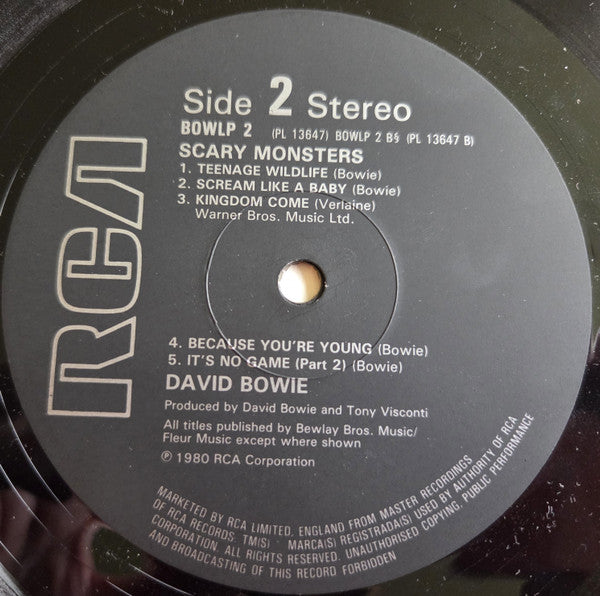 RCA
Side 2 Stereo
BOWLP 2 (PL 13647) BOWLP 2 B§ (PL 13647 B)
SCARY MONSTERS
1. TEENAGE WILDLIFE (Bowie)
2. SCREAM LIKE A BABY (Bowie)
3. KINGDOM COME (Verlaine)
Warner Bros. Music Ltd.
4. BECAUSE YOU'RE YOUNG (Bowie)
5. IT'S NO GAME (Part 2) (Bowie)
DAVID BOWIE
Produced by David Bowie and Tony Visconti
All titles published by Bewlay Bros. Music/
Fleur Music except where shown
℗ 1980 RCA Corporation
MARKETED BY RCA LIMITED, ENGLAND FROM MASTER RECORDINGS
OF RCA RECORDS. TM(S) MARCA(S) REGISTRADA(S) USED BY AUTHORITY OF RCA
CORPORATION. ALL RIGHTS RESERVED. UNAUTHORISED COPYING, PUBLIC PERFORMANCE
AND BROADCASTING OF THIS RECORD FORBIDDEN